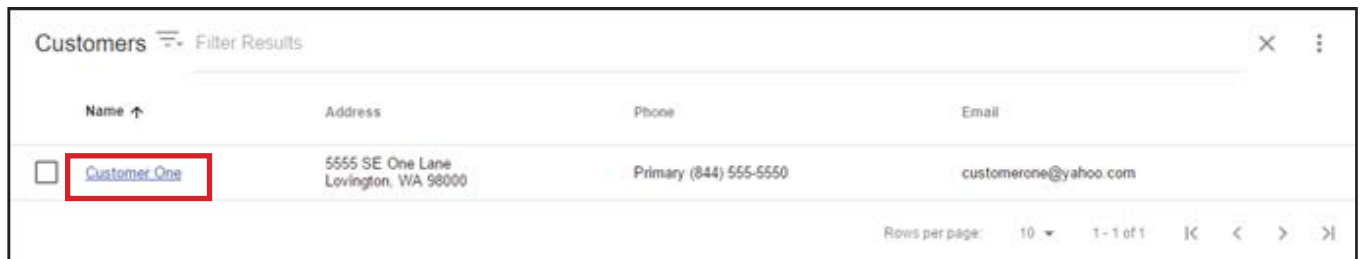 Customers Filter Results
Name Address Phone Email
Customer One 5555 SE One Lane Primary (844) 555-5550 customerone@yahoo.com
Lovington, WA 98000
Rows per page: 10 1 - 1 of 1